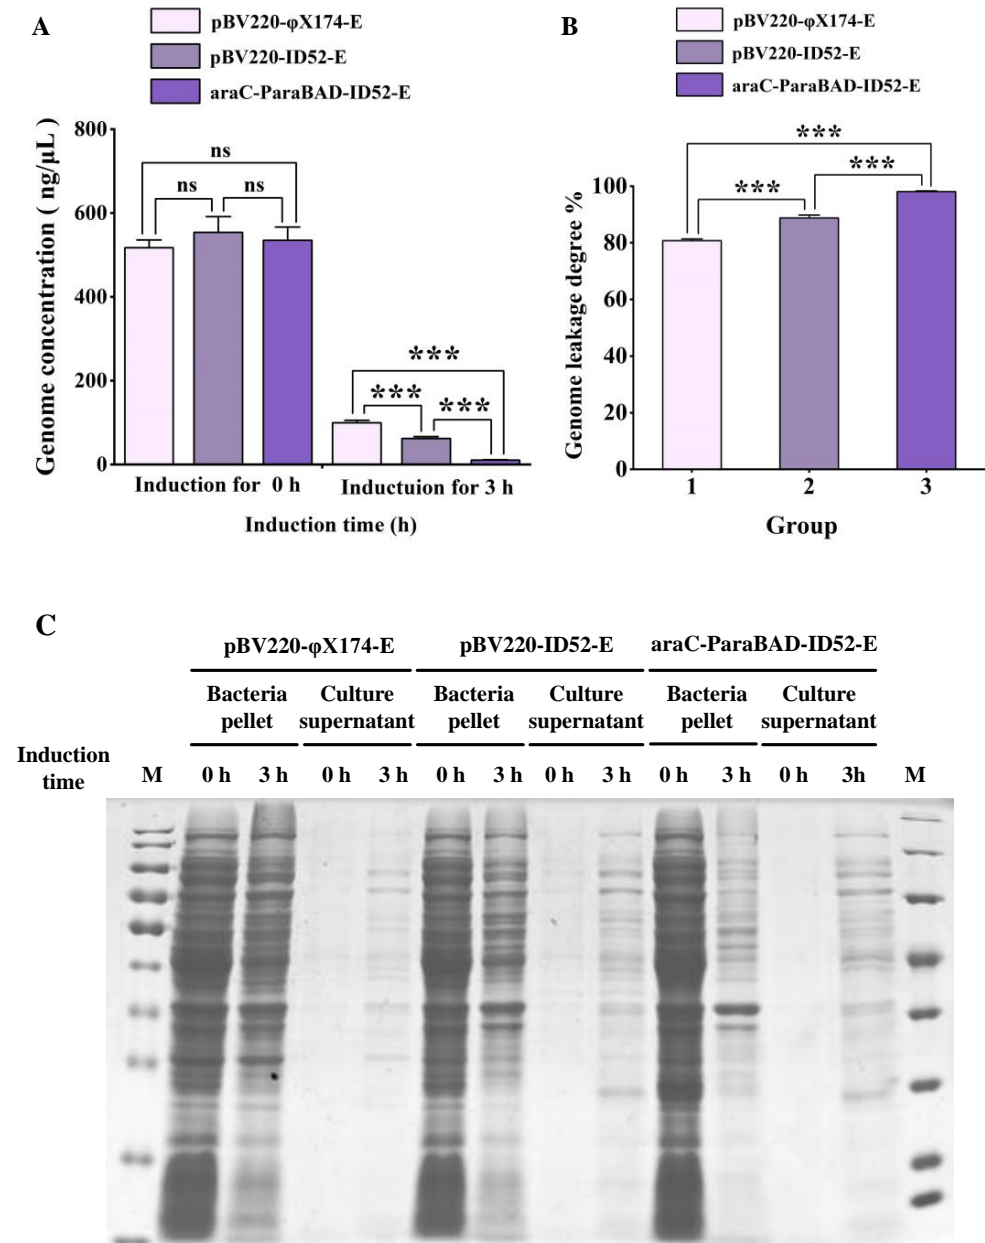 A
pBV220-φX174-E
pBV220-ID52-E
araC-ParaBAD-ID52-E
Genome concentration ( ng/μL )
800
600
400
200
0
ns
ns
ns
***
***
***
Induction for 0 h
Inductuion for 3 h
Induction time (h)
B
pBV220-φX174-E
pBV220-ID52-E
araC-ParaBAD-ID52-E
Genome leakage degree %
100
80
60
40
20
0
***
***
***
1 2 3
Group
C
pBV220-φX174-E pBV220-ID52-E araC-ParaBAD-ID52-E
Bacteria pellet Culture supernatant Bacteria pellet Culture supernatant Bacteria pellet Culture supernatant
Induction time
M 0 h 3 h 0 h 3 h 0 h 3 h 0 h 3 h 0 h 3 h 0 h 3h M